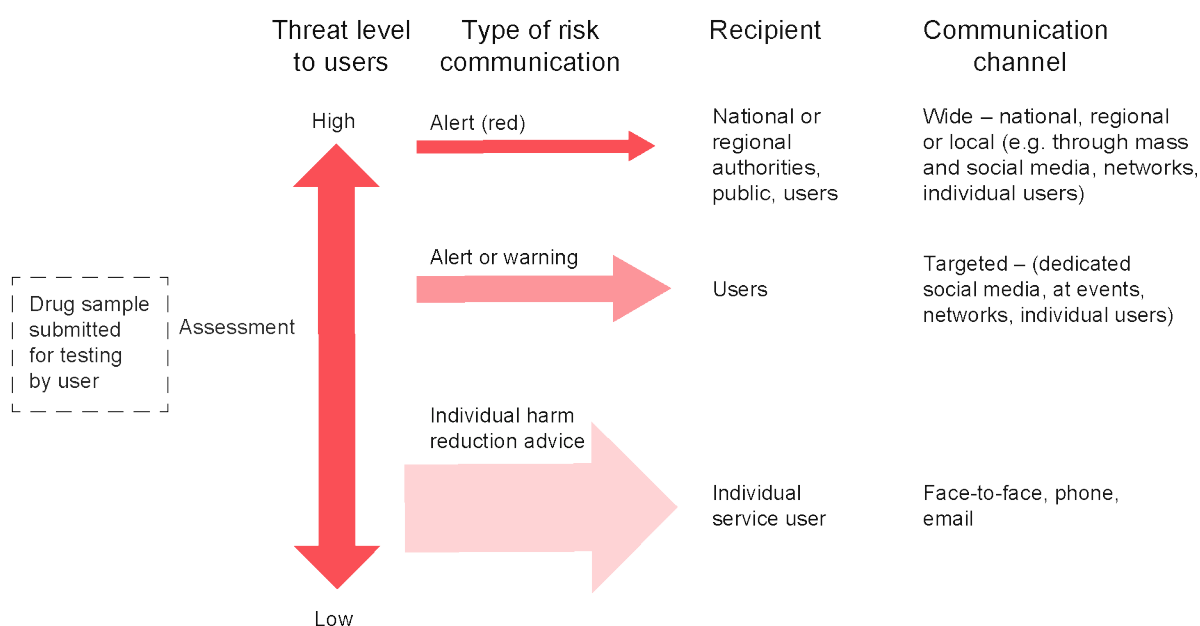 Threat level
to users
Type of risk
communication
Recipient
Communication
channel
High
Alert (red)
National or
regional
authorities,
public, users
Wide – national, regional
or local (e.g. through mass
and social media, networks,
individual users)
Alert or warning
Users
Targeted – (dedicated
social media, at events,
networks, individual users)
Drug sample
submitted
for testing
by user
Assessment
Individual harm
reduction advice
Individual
service user
Face-to-face, phone,
email
Low